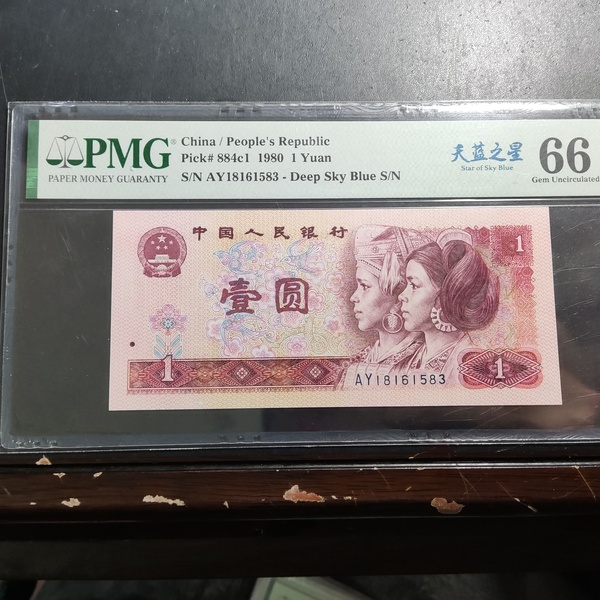 PMG®
PAPER MONEY GUARANTY
China / People's Republic
Pick# 884c1 1980 1 Yuan
S/N AY18161583 - Deep Sky Blue S/N
天蓝之星
Star of Sky Blue
66
Gem Uncirculated
中国人民银行
1
壹圆
1
AY18161583
1